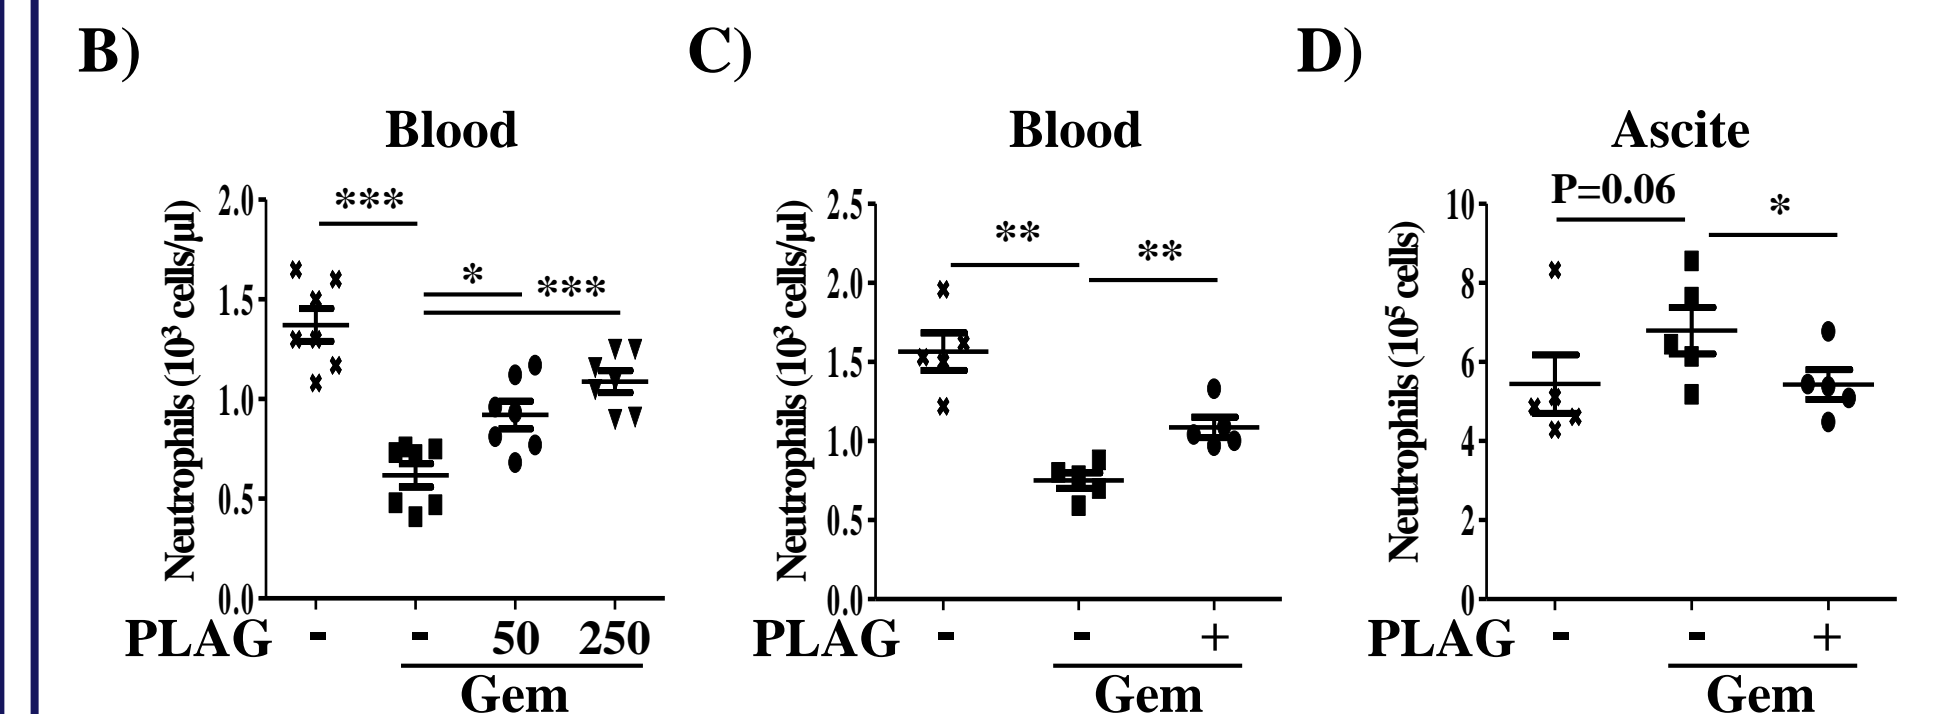 B)
Blood
Neutrophils (10³ cells/µl)
2.0
1.5
1.0
0.5
0.0
***
*
***
PLAG - - 50 250
Gem
C)
Blood
Neutrophils (10³ cells/µl)
2.5
2.0
1.5
1.0
0.5
0.0
**
**
PLAG - - +
Gem
D)
Ascite
Neutrophils (10⁵ cells)
10
8
6
4
2
0
P=0.06
*
PLAG - - +
Gem